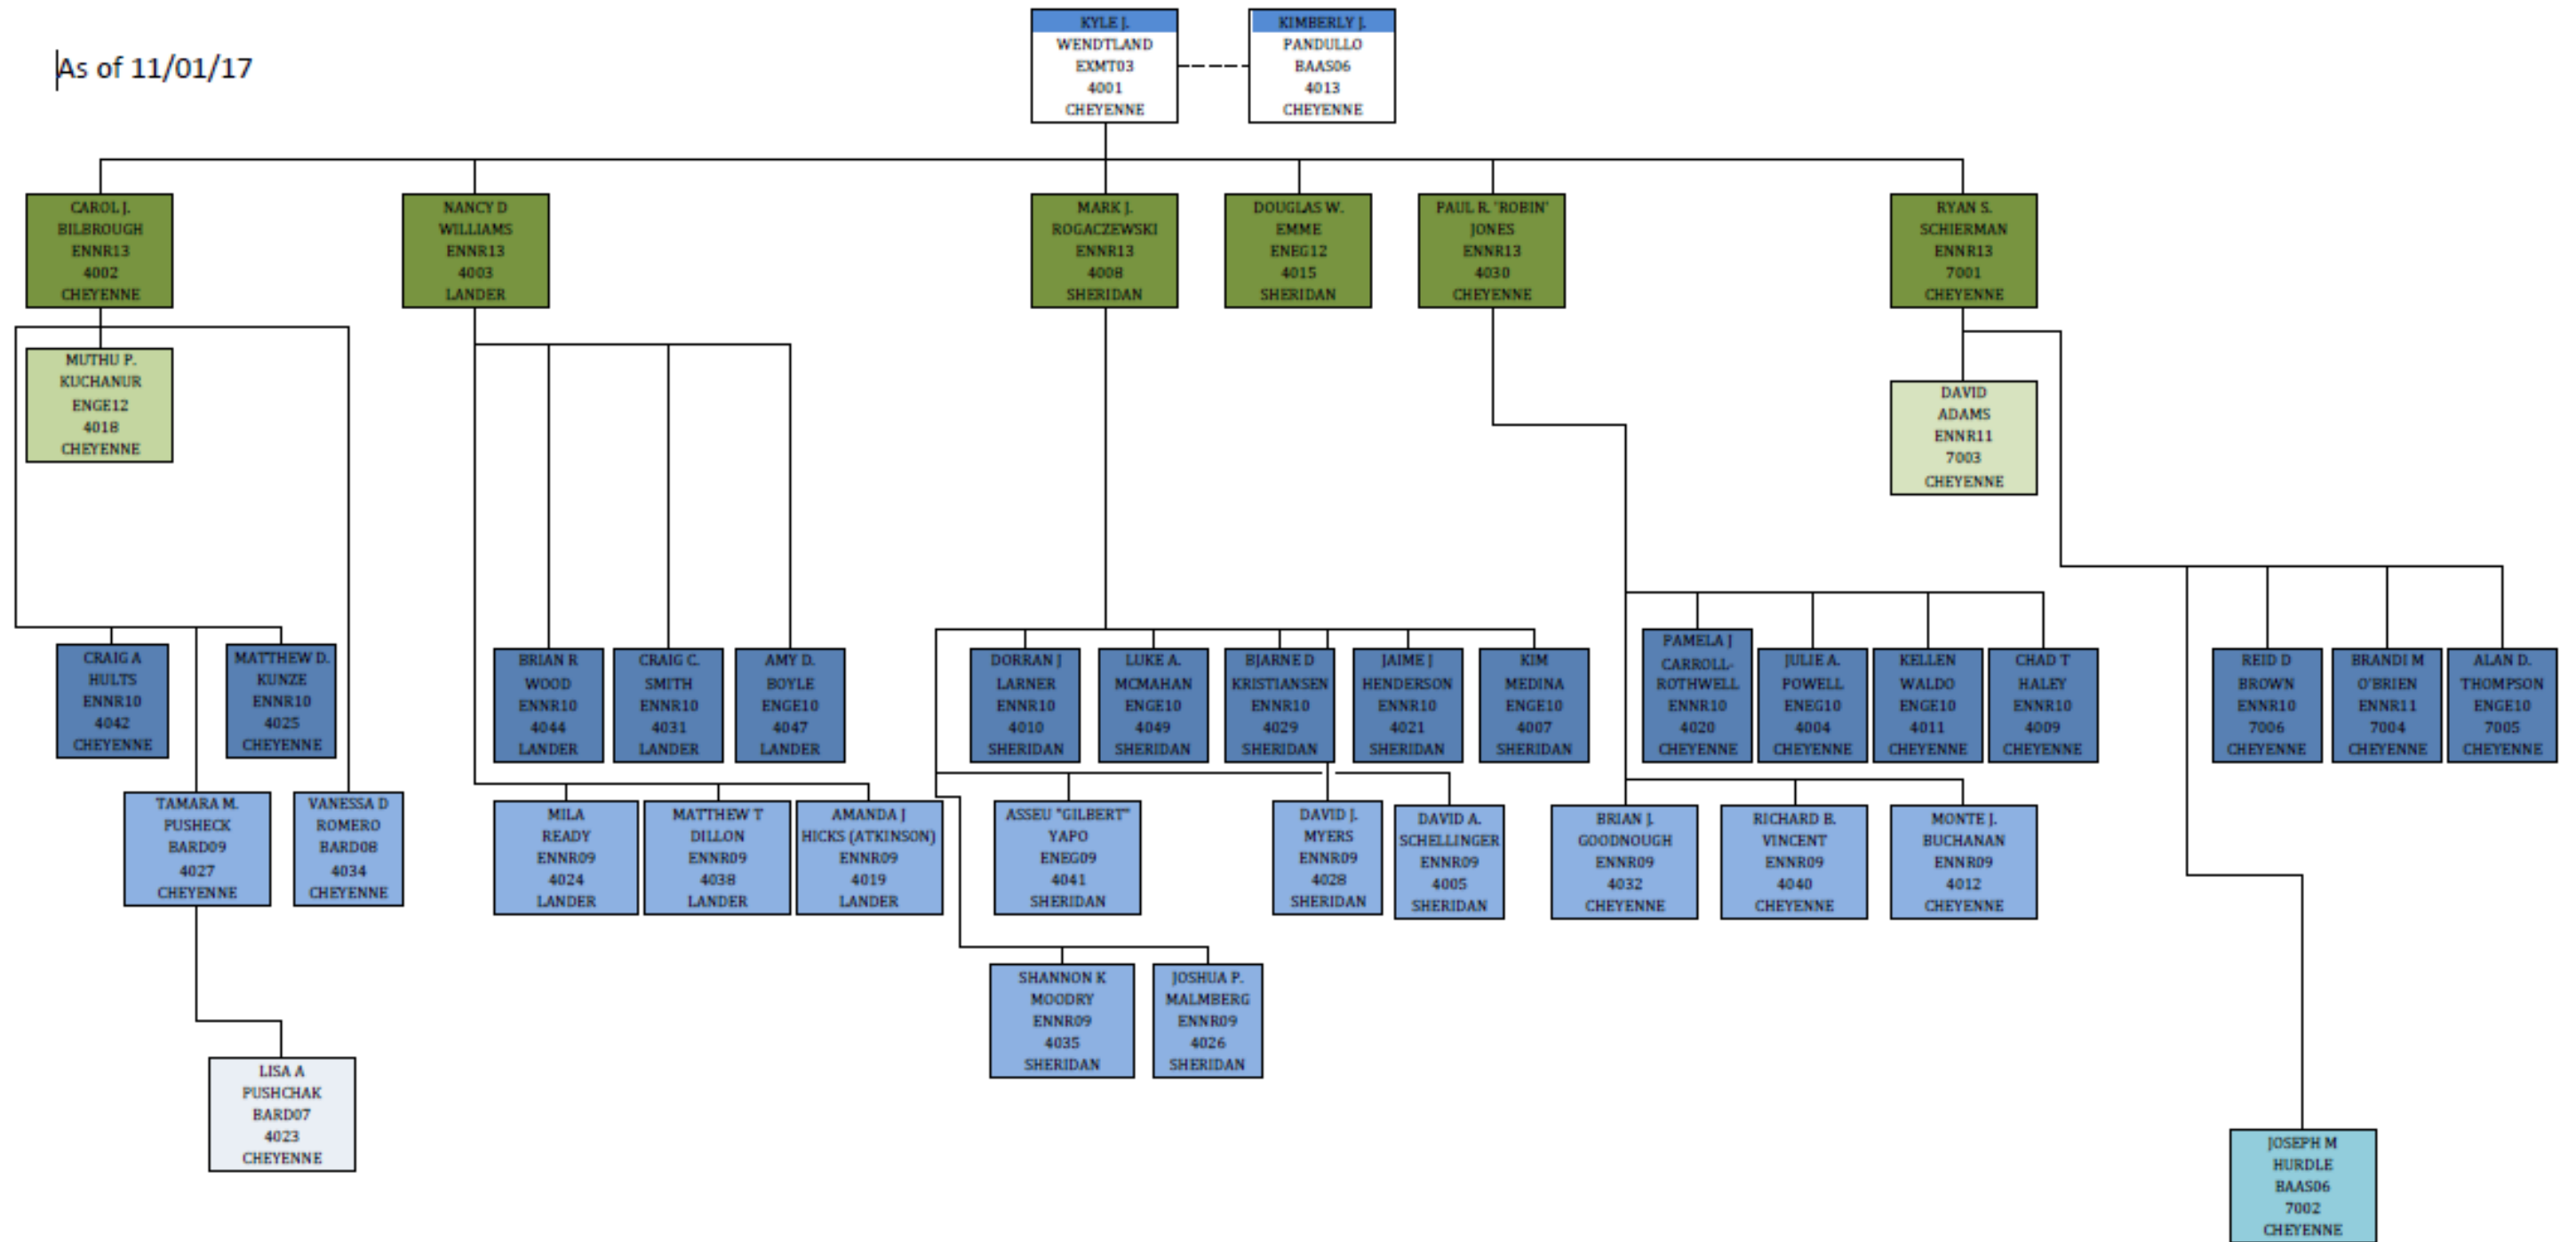 As of 11/01/17
KYLE J.
WENDTLAND
EXMT03
4001
CHEYENNE
KIMBERLY J.
PANDULLO
BAAS06
4013
CHEYENNE
CAROL J.
BILBROUGH
ENNR13
4002
CHEYENNE
NANCY D
WILLIAMS
ENNR13
4003
LANDER
MARK J.
ROGACZEWSKI
ENNR13
4008
SHERIDAN
DOUGLAS W.
EMME
ENEG12
4015
SHERIDAN
PAUL R. 'ROBIN'
JONES
ENNR13
4030
CHEYENNE
RYAN S.
SCHIERMAN
ENNR13
7001
CHEYENNE
MUTHU P.
KUCHANUR
ENGE12
4018
CHEYENNE
DAVID
ADAMS
ENNR11
7003
CHEYENNE
CRAIG A
HULTS
ENNR10
4042
CHEYENNE
MATTHEW D.
KUNZE
ENNR10
4025
CHEYENNE
BRIAN R
WOOD
ENNR10
4044
LANDER
CRAIG C.
SMITH
ENNR10
4031
LANDER
AMY D.
BOYLE
ENGE10
4047
LANDER
DORRAN J
LARNER
ENNR10
4010
SHERIDAN
LUKE A.
MCMAHAN
ENGE10
4049
SHERIDAN
BJARNE D
KRISTIANSEN
ENNR10
4029
SHERIDAN
JAIME J
HENDERSON
ENNR10
4021
SHERIDAN
KIM
MEDINA
ENGE10
4007
SHERIDAN
PAMELA J
CARROLL-
ROTHWELL
ENNR10
4020
CHEYENNE
JULIE A.
POWELL
ENEG10
4004
CHEYENNE
KELLEN
WALDO
ENGE10
4011
CHEYENNE
CHAD T
HALEY
ENNR10
4009
CHEYENNE
REID D
BROWN
ENNR10
7006
CHEYENNE
BRANDI M
O'BRIEN
ENNR11
7004
CHEYENNE
ALAN D.
THOMPSON
ENGE10
7005
CHEYENNE
TAMARA M.
PUSHECK
BARD09
4027
CHEYENNE
VANESSA D
ROMERO
BARD08
4034
CHEYENNE
MILA
READY
ENNR09
4024
LANDER
MATTHEW T
DILLON
ENNR09
4038
LANDER
AMANDA J
HICKS (ATKINSON)
ENNR09
4019
LANDER
ASSEU "GILBERT"
YAPO
ENEG09
4041
SHERIDAN
DAVID J.
MYERS
ENNR09
4028
SHERIDAN
DAVID A.
SCHELLINGER
ENNR09
4005
SHERIDAN
BRIAN J.
GOODNOUGH
ENNR09
4032
CHEYENNE
RICHARD B.
VINCENT
ENNR09
4040
CHEYENNE
MONTE J.
BUCHANAN
ENNR09
4012
CHEYENNE
SHANNON K
MOODRY
ENNR09
4035
SHERIDAN
JOSHUA P.
MALMBERG
ENNR09
4026
SHERIDAN
LISA A
PUSHCHAK
BARD07
4023
CHEYENNE
JOSEPH M
HURDLE
BAAS06
7002
CHEYENNE